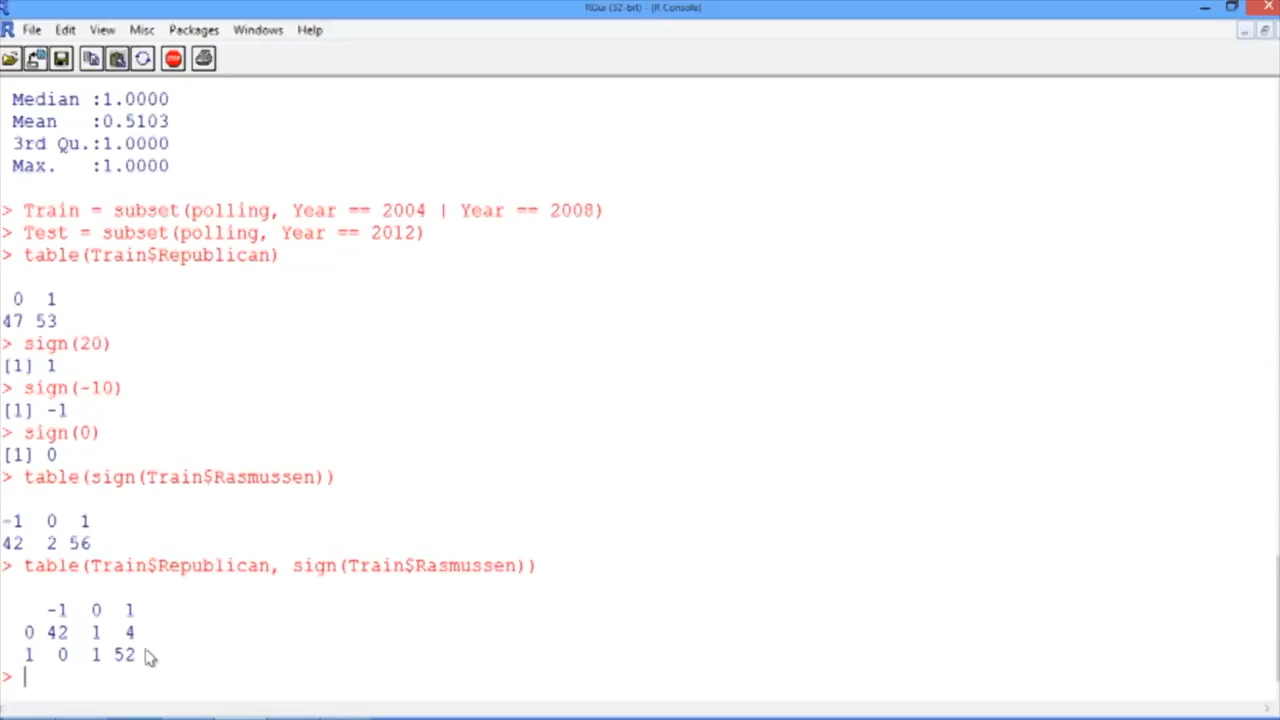 RGui (32-bit) - [R Console]
File Edit View Misc Packages Windows Help
STOP
Median :1.0000
Mean :0.5103
3rd Qu.:1.0000
Max. :1.0000
> Train = subset(polling, Year == 2004 | Year == 2008)
> Test = subset(polling, Year == 2012)
> table(Train$Republican)
0 1
47 53
> sign(20)
[1] 1
> sign(-10)
[1] -1
> sign(0)
[1] 0
> table(sign(Train$Rasmussen))
-1 0 1
42 2 56
> table(Train$Republican, sign(Train$Rasmussen))
-1 0 1
0 42 1 4
1 0 1 52
>